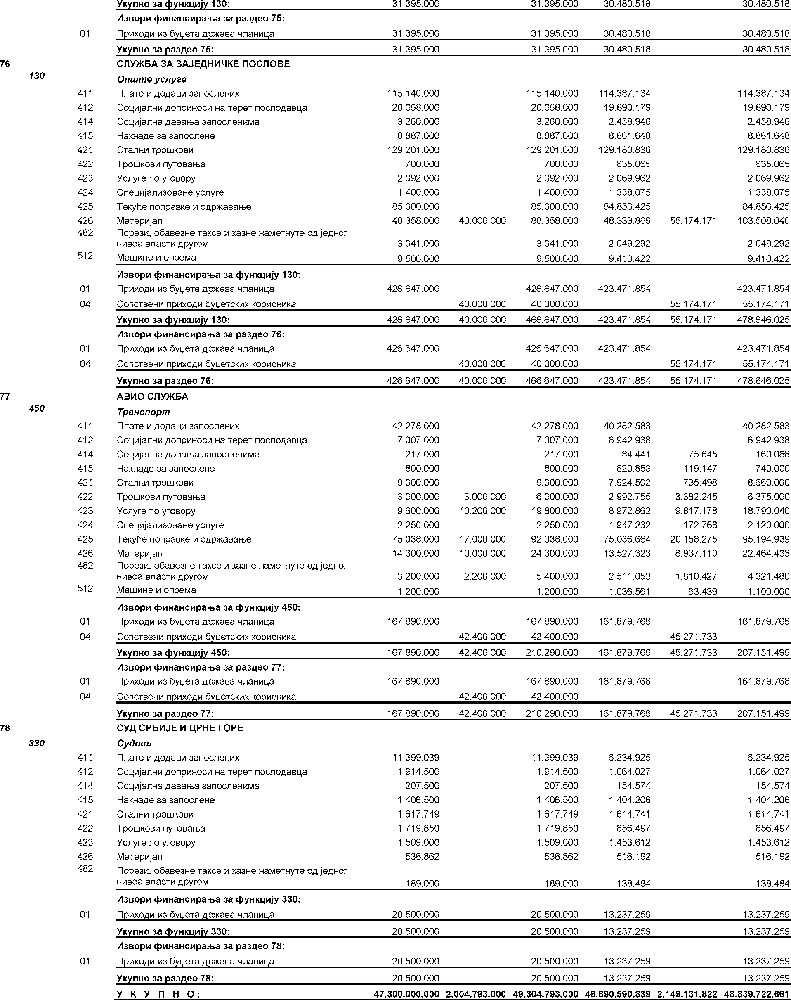 Укупно за функцију 130: 31.395.000 31.395.000 30.480.518 30.480.518
Извори финансирања за раздео 75:
01 Приходи из буџета држава чланица 31.395.000 31.395.000 30.480.518 30.480.518
Укупно за раздео 75: 31.395.000 31.395.000 30.480.518 30.480.518
76 СЛУЖБА ЗА ЗАЈЕДНИЧКЕ ПОСЛОВЕ
130 Опште услуге
411 Плате и додаци запослених 115.140.000 115.140.000 114.387.134 114.387.134
412 Социјални доприноси на терет послодавца 20.068.000 20.068.000 19.890.179 19.890.179
414 Социјална давања запосленима 3.260.000 3.260.000 2.458.946 2.458.946
415 Накнаде за запослене 8.887.000 8.887.000 8.861.648 8.861.648
421 Стални трошкови 129.201.000 129.201.000 129.180.836 129.180.836
422 Трошкови путовања 700.000 700.000 635.065 635.065
423 Услуге по уговору 2.092.000 2.092.000 2.069.962 2.069.962
424 Специјализоване услуге 1.400.000 1.400.000 1.338.075 1.338.075
425 Текуће поправке и одржавање 85.000.000 85.000.000 84.856.425 84.856.425
426 Материјал 48.358.000 40.000.000 88.358.000 48.333.869 55.174.171 103.508.040
482 Порези, обавезне таксе и казне наметнуте од једног
нивоа власти другом 3.041.000 3.041.000 2.049.292 2.049.292
512 Машине и опрема 9.500.000 9.500.000 9.410.422 9.410.422
Извори финансирања за функцију 130:
01 Приходи из буџета држава чланица 426.647.000 426.647.000 423.471.854 423.471.854
04 Сопствени приходи буџетских корисника 40.000.000 40.000.000 55.174.171 55.174.171
Укупно за функцију 130: 426.647.000 40.000.000 466.647.000 423.471.854 55.174.171 478.646.025
Извори финансирања за раздео 76:
01 Приходи из буџета држава чланица 426.647.000 426.647.000 423.471.854 423.471.854
04 Сопствени приходи буџетских корисника 40.000.000 40.000.000 55.174.171 55.174.171
Укупно за раздео 76: 426.647.000 40.000.000 466.647.000 423.471.854 55.174.171 478.646.025
77 АВИО СЛУЖБА
450 Транспорт
411 Плате и додаци запослених 42.278.000 42.278.000 40.282.583 40.282.583
412 Социјални доприноси на терет послодавца 7.007.000 7.007.000 6.942.938 6.942.938
414 Социјална давања запосленима 217.000 217.000 84.441 75.645 160.086
415 Накнаде за запослене 800.000 800.000 620.853 119.147 740.000
421 Стални трошкови 9.000.000 9.000.000 7.924.502 735.498 8.660.000
422 Трошкови путовања 3.000.000 3.000.000 6.000.000 2.992.755 3.382.245 6.375.000
423 Услуге по уговору 9.600.000 10.200.000 19.800.000 8.972.862 9.817.178 18.790.040
424 Специјализоване услуге 2.250.000 2.250.000 1.947.232 172.768 2.120.000
425 Текуће поправке и одржавање 75.038.000 17.000.000 92.038.000 75.036.664 20.158.275 95.194.939
426 Материјал 14.300.000 10.000.000 24.300.000 13.527.323 8.937.110 22.464.433
482 Порези, обавезне таксе и казне наметнуте од једног
нивоа власти другом 3.200.000 2.200.000 5.400.000 2.511.053 1.810.427 4.321.480
512 Машине и опрема 1.200.000 1.200.000 1.036.561 63.439 1.100.000
Извори финансирања за функцију 450:
01 Приходи из буџета држава чланица 167.890.000 167.890.000 161.879.766 161.879.766
04 Сопствени приходи буџетских корисника 42.400.000 42.400.000 45.271.733
Укупно за функцију 450: 167.890.000 42.400.000 210.290.000 161.879.766 45.271.733 207.151.499
Извори финансирања за раздео 77:
01 Приходи из буџета држава чланица 167.890.000 167.890.000 161.879.766 161.879.766
04 Сопствени приходи буџетских корисника 42.400.000 42.400.000
Укупно за раздео 77: 167.890.000 42.400.000 210.290.000 161.879.766 45.271.733 207.151.499
78 СУД СРБИЈЕ И ЦРНЕ ГОРЕ
330 Судови
411 Плате и додаци запослених 11.399.039 11.399.039 6.234.925 6.234.925
412 Социјални доприноси на терет послодавца 1.914.500 1.914.500 1.064.027 1.064.027
414 Социјална давања запосленима 207.500 207.500 154.574 154.574
415 Накнаде за запослене 1.406.500 1.406.500 1.404.206 1.404.206
421 Стални трошкови 1.617.749 1.617.749 1.614.741 1.614.741
422 Трошкови путовања 1.719.850 1.719.850 656.497 656.497
423 Услуге по уговору 1.509.000 1.509.000 1.453.612 1.453.612
426 Материјал 536.862 536.862 516.192 516.192
482 Порези, обавезне таксе и казне наметнуте од једног
нивоа власти другом 189.000 189.000 138.484 138.484
Извори финансирања за функцију 330:
01 Приходи из буџета држава чланица 20.500.000 20.500.000 13.237.259 13.237.259
Укупно за функцију 330: 20.500.000 20.500.000 13.237.259 13.237.259
Извори финансирања за раздео 78:
01 Приходи из буџета држава чланица 20.500.000 20.500.000 13.237.259 13.237.259
Укупно за раздео 78: 20.500.000 20.500.000 13.237.259 13.237.259
У К У П Н О : 47.300.000.000 2.004.793.000 49.304.793.000 46.690.590.839 2.149.131.822 48.839.722.661